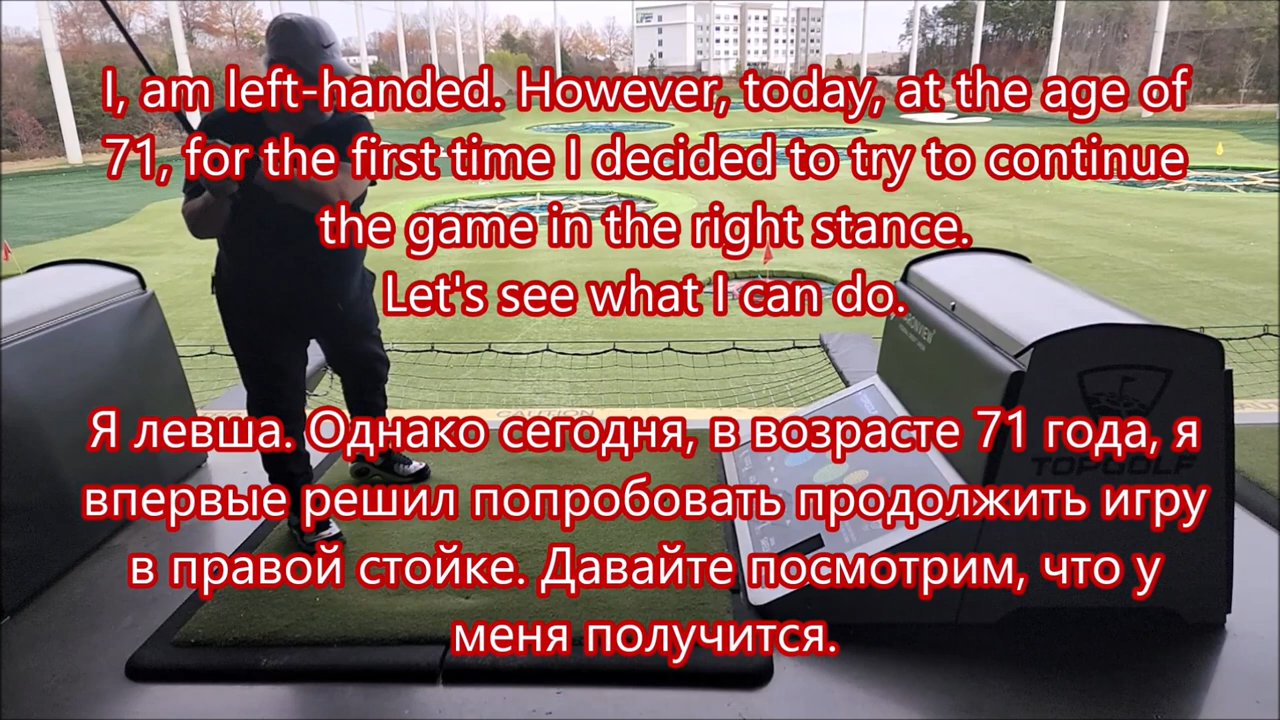 I, am left-handed. However, today, at the age of
71, for the first time I decided to try to continue
the game in the right stance.
Let's see what I can do.
Я левша. Однако сегодня, в возрасте 71 года, я
впервые решил попробовать продолжить игру
в правой стойке. Давайте посмотрим, что у
меня получится.
CAUTION
TOPGOLF